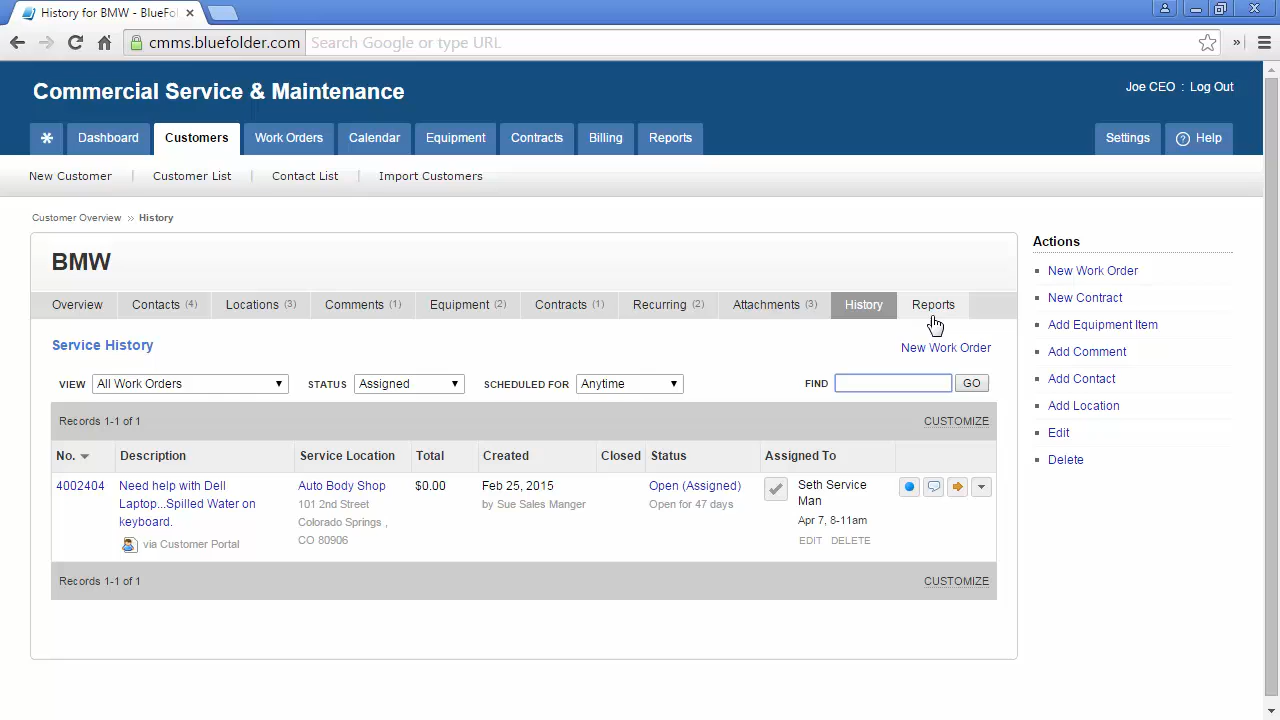 History for BMW - BlueFol
cmms.bluefolder.com Search Google or type URL
Commercial Service & Maintenance
Joe CEO : Log Out
Dashboard Customers Work Orders Calendar Equipment Contracts Billing Reports Settings ? Help
New Customer Customer List Contact List Import Customers
Customer Overview » History
BMW
Overview Contacts (4) Locations (3) Comments (1) Equipment (2) Contracts (1) Recurring (2) Attachments (3) History Reports
Service History
New Work Order
VIEW All Work Orders STATUS Assigned SCHEDULED FOR Anytime FIND GO
Records 1-1 of 1 CUSTOMIZE
No. Description Service Location Total Created Closed Status Assigned To
4002404 Need help with Dell Auto Body Shop $0.00 Feb 25, 2015 Open (Assigned) Seth Service
Laptop...Spilled Water on 101 2nd Street by Sue Sales Manger Open for 47 days Man
keyboard. Colorado Springs , Apr 7, 8-11am
via Customer Portal CO 80906 EDIT DELETE
Records 1-1 of 1 CUSTOMIZE
Actions
New Work Order
New Contract
Add Equipment Item
Add Comment
Add Contact
Add Location
Edit
Delete